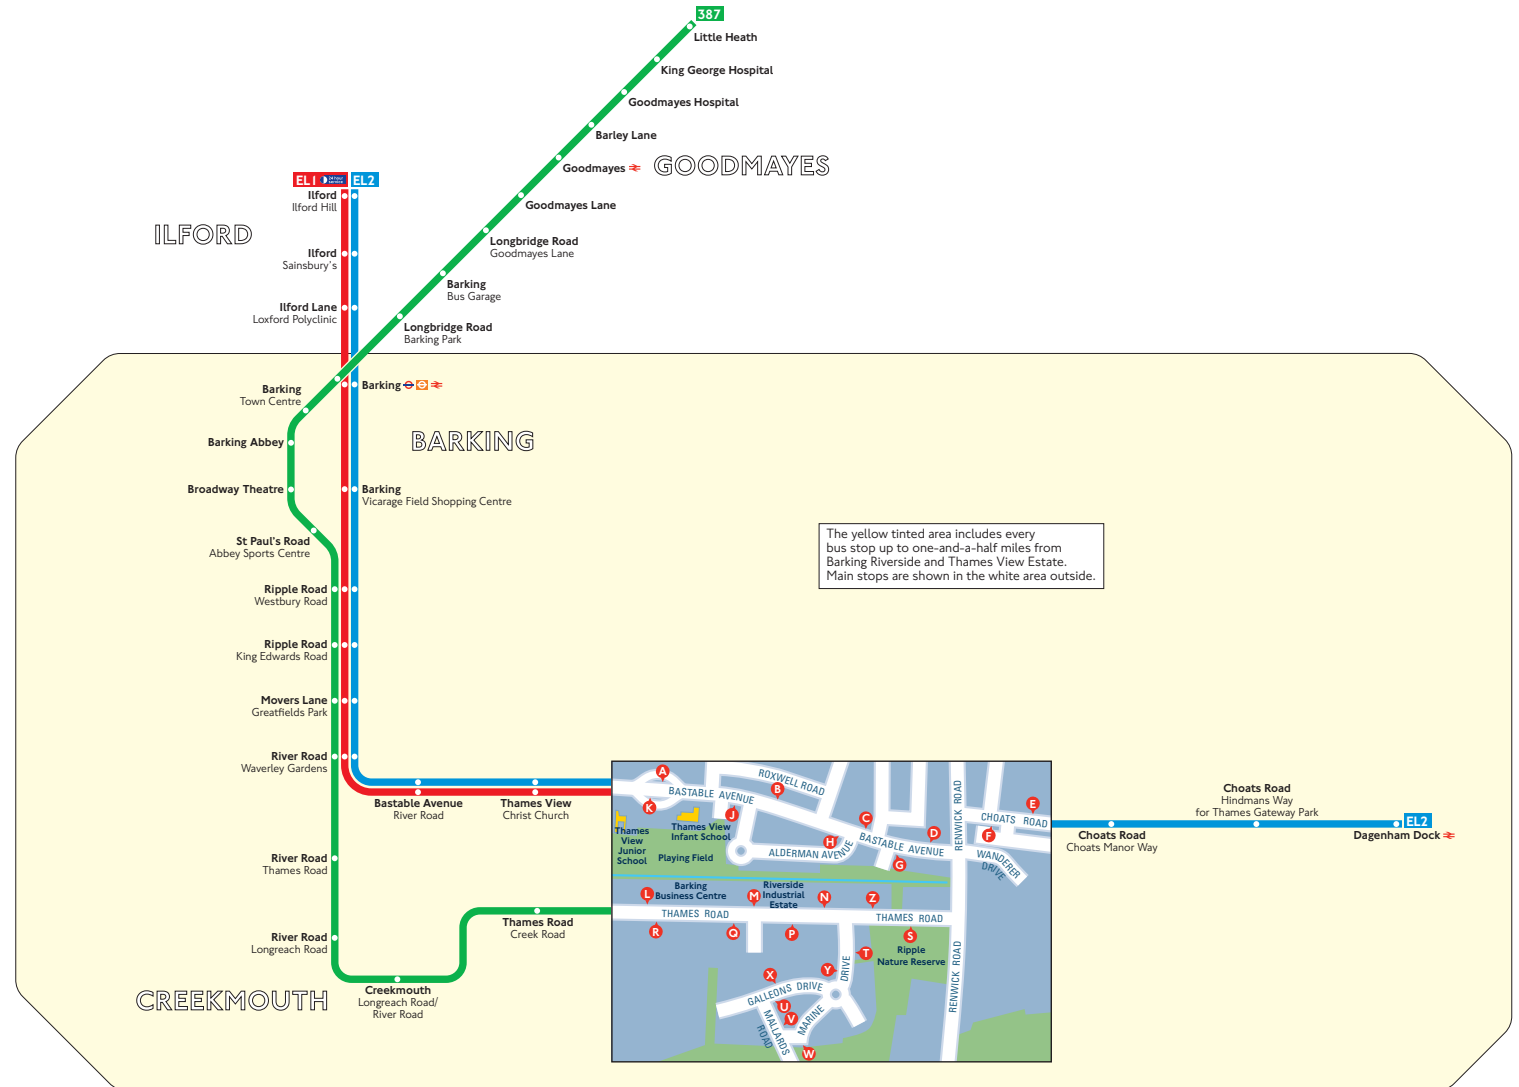 387
Little Heath
King George Hospital
Goodmayes Hospital
Barley Lane
Goodmayes
GOODMAYES
Goodmayes Lane
Longbridge Road
Goodmayes Lane
Barking
Bus Garage
Longbridge Road
Barking Park
EL1 24 hour service EL2
Ilford
Ilford Hill
ILFORD
Ilford
Sainsbury's
Ilford Lane
Loxford Polyclinic
Barking
Barking
Town Centre
Barking Abbey
BARKING
Broadway Theatre
Barking
Vicarage Field Shopping Centre
St Paul's Road
Abbey Sports Centre
The yellow tinted area includes every
bus stop up to one-and-a-half miles from
Barking Riverside and Thames View Estate.
Main stops are shown in the white area outside.
Ripple Road
Westbury Road
Ripple Road
King Edwards Road
Movers Lane
Greatfields Park
River Road
Waverley Gardens
Bastable Avenue
River Road
Thames View
Christ Church
River Road
Thames Road
River Road
Longreach Road
Thames Road
Creek Road
CREEKMOUTH
Creekmouth
Longreach Road/
River Road
A
ROXWELL ROAD
B
BASTABLE AVENUE
K
J
C
D
E
F
G
H
RENWICK ROAD
CHOATS ROAD
Thames
View
Junior
School
Thames View
Infant School
Playing Field
ALDERMAN AVENUE
BASTABLE AVENUE
WANDERER
DRIVE
L
Barking
Business Centre
M
Riverside
Industrial
Estate
N
Z
THAMES ROAD
THAMES ROAD
R
Q
P
S
T
Ripple
Nature Reserve
RENWICK ROAD
X
Y
GALLEONS DRIVE
MARINE
DRIVE
U
V
MALLARDS
ROAD
W
Choats Road
Choats Manor Way
Choats Road
Hindmans Way
for Thames Gateway Park
EL2
Dagenham Dock